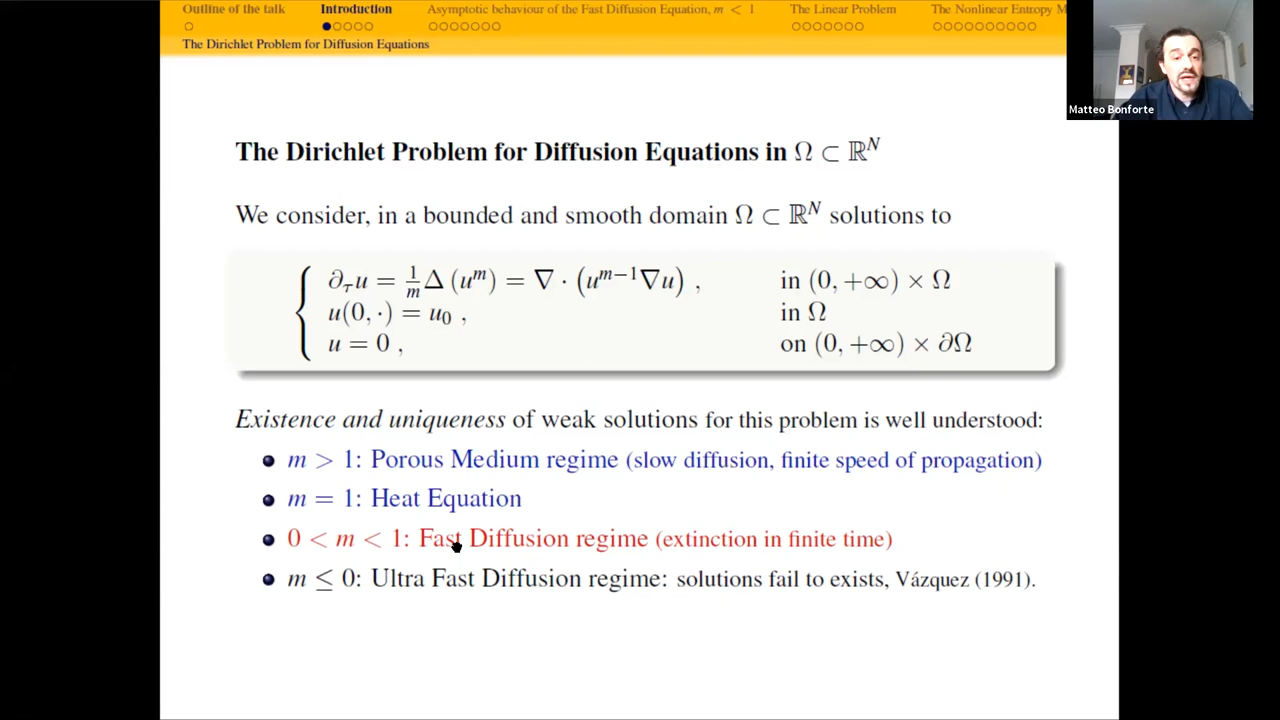 Outline of the talk Introduction Asymptotic behaviour of the Fast Diffusion Equation, m < 1 The Linear Problem The Nonlinear Entropy M
The Dirichlet Problem for Diffusion Equations
Matteo Bonforte
The Dirichlet Problem for Diffusion Equations in Ω ⊂ ℝᴺ
We consider, in a bounded and smooth domain Ω ⊂ ℝᴺ solutions to
∂_τ u = 1/m Δ (u^m) = ∇ · (u^{m−1}∇u) , in (0, +∞) × Ω
u(0, ·) = u₀ , in Ω
u = 0 , on (0, +∞) × ∂Ω
Existence and uniqueness of weak solutions for this problem is well understood:
m > 1: Porous Medium regime (slow diffusion, finite speed of propagation)
m = 1: Heat Equation
0 < m < 1: Fast Diffusion regime (extinction in finite time)
m ≤ 0: Ultra Fast Diffusion regime: solutions fail to exists, Vázquez (1991).